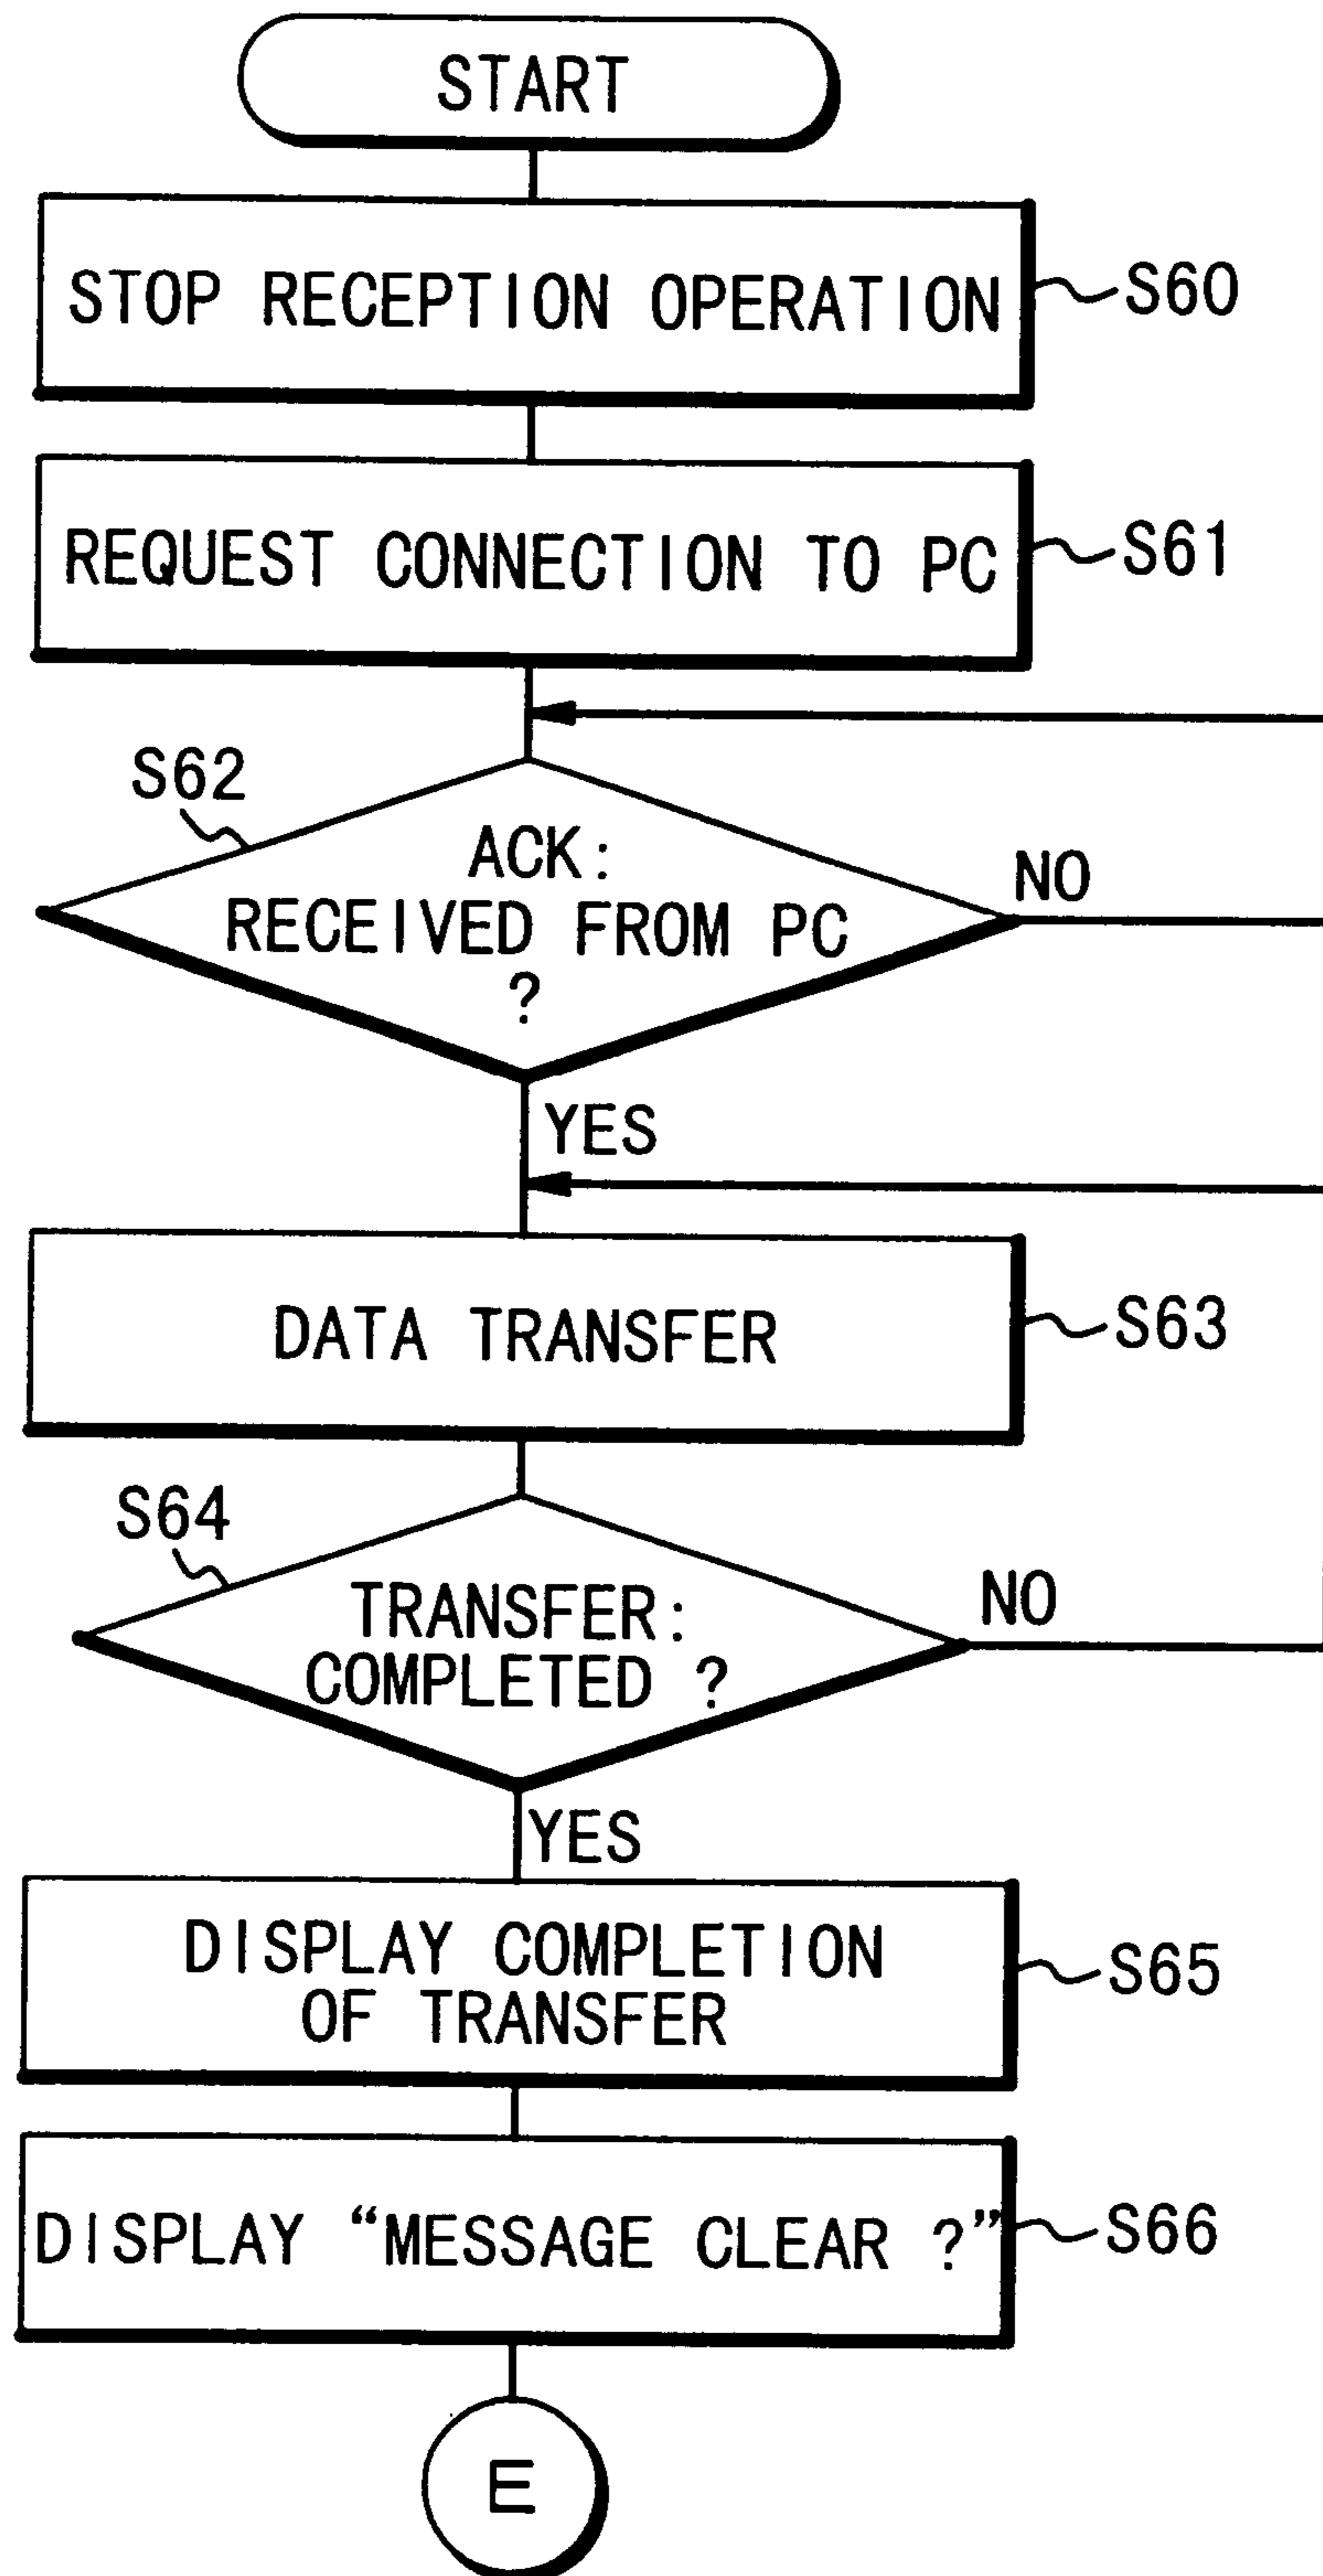 START
STOP RECEPTION OPERATION
S60
REQUEST CONNECTION TO PC
S61
S62
ACK:
RECEIVED FROM PC
?
NO
YES
DATA TRANSFER
S63
S64
TRANSFER:
COMPLETED ?
NO
YES
DISPLAY COMPLETION
OF TRANSFER
S65
DISPLAY “MESSAGE CLEAR ?”
S66
E